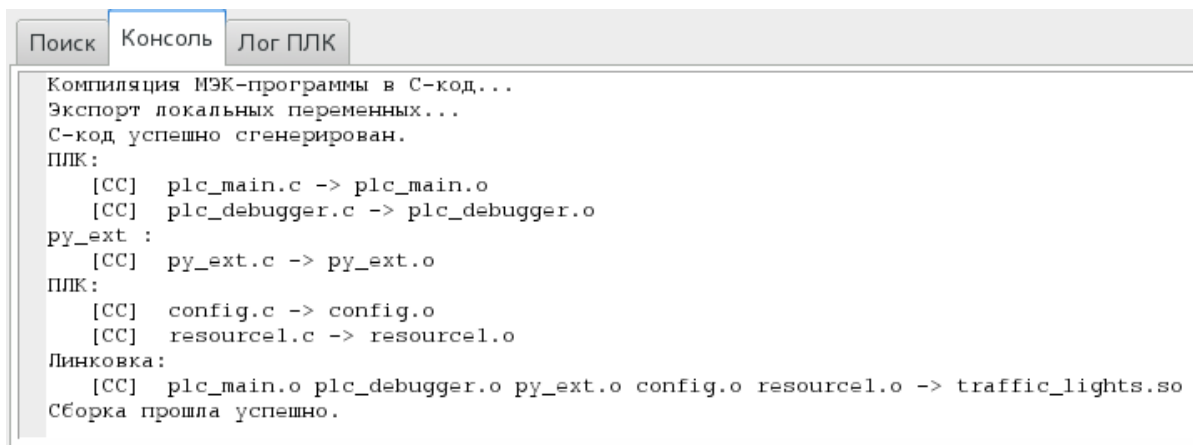 Поиск Консоль Лог ПЛК
Компиляция МЭК-программы в С-код...
Экспорт локальных переменных...
С-код успешно сгенерирован.
ПЛК:
[CC] plc_main.c -> plc_main.o
[CC] plc_debugger.c -> plc_debugger.o
py_ext :
[CC] py_ext.c -> py_ext.o
ПЛК:
[CC] config.c -> config.o
[CC] resource1.c -> resource1.o
Линковка:
[CC] plc_main.o plc_debugger.o py_ext.o config.o resource1.o -> traffic_lights.so
Сборка прошла успешно.